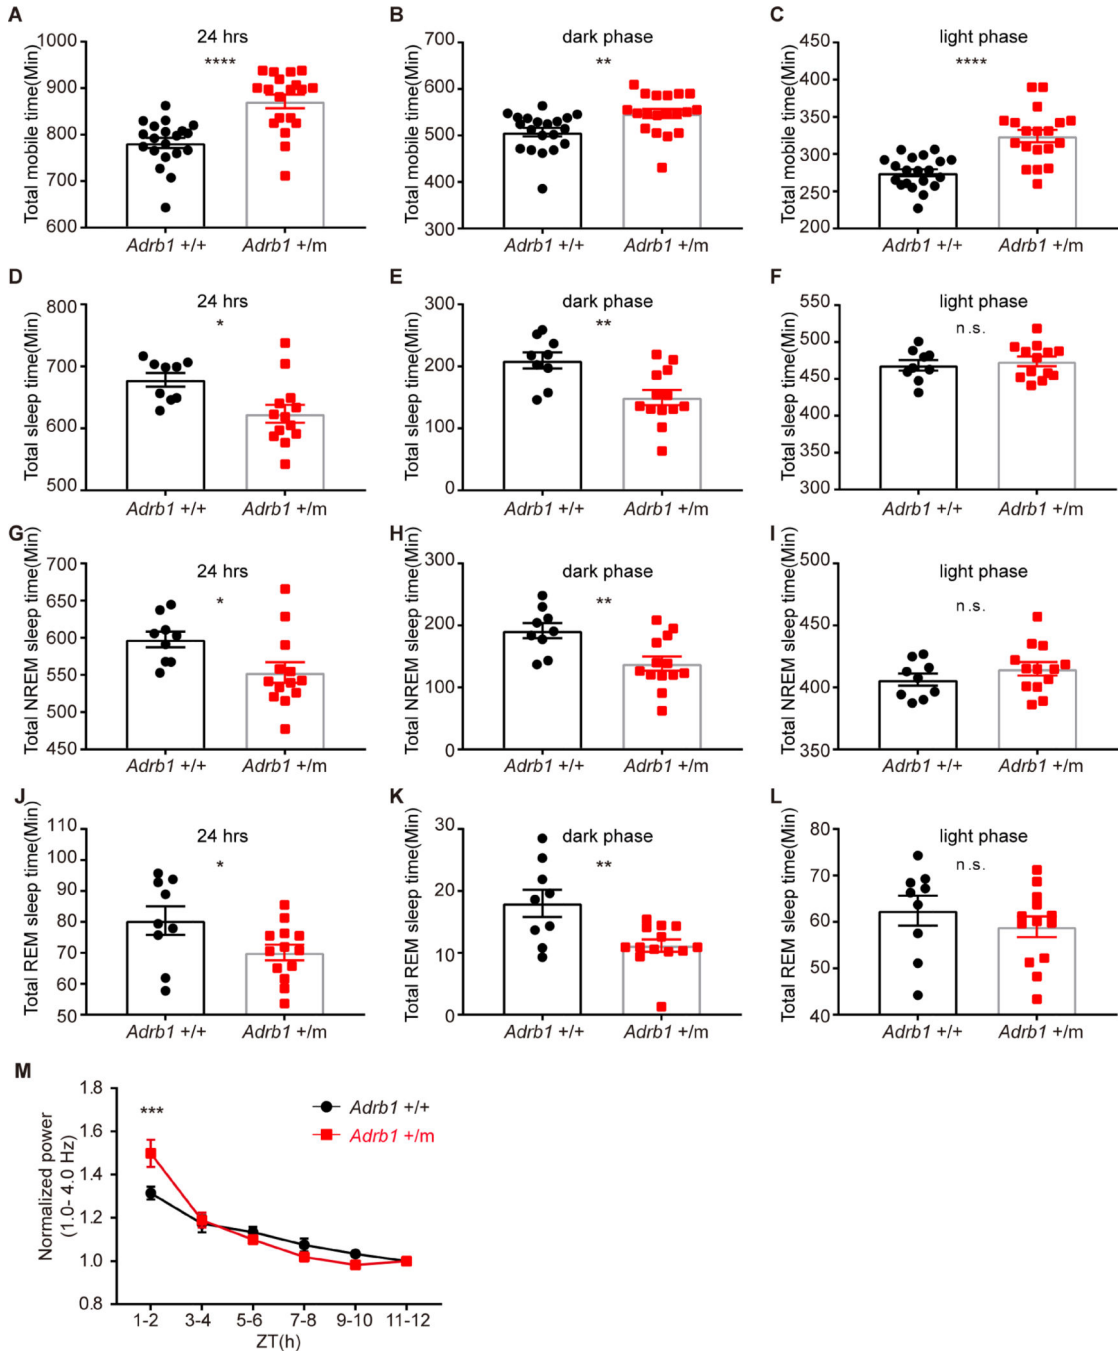 A
24 hrs
****
Total mobile time(Min)
1000
900
800
700
600
Adrb1 +/+
Adrb1 +/m
B
dark phase
**
Total mobile time(Min)
700
600
500
400
300
Adrb1 +/+
Adrb1 +/m
C
light phase
****
Total mobile time(Min)
450
400
350
300
250
200
Adrb1 +/+
Adrb1 +/m
D
24 hrs
*
Total sleep time(Min)
800
700
600
500
Adrb1 +/+
Adrb1 +/m
E
dark phase
**
Total sleep time(Min)
300
200
100
0
Adrb1 +/+
Adrb1 +/m
F
light phase
n.s.
Total sleep time(Min)
550
500
450
400
300
Adrb1 +/+
Adrb1 +/m
G
24 hrs
*
Total NREM sleep time(Min)
700
650
600
550
500
450
Adrb1 +/+
Adrb1 +/m
H
dark phase
**
Total NREM sleep time(Min)
300
200
100
0
Adrb1 +/+
Adrb1 +/m
I
light phase
n.s.
Total NREM sleep time(Min)
500
450
400
350
Adrb1 +/+
Adrb1 +/m
J
24 hrs
*
Total REM sleep time(Min)
110
100
90
80
70
60
50
Adrb1 +/+
Adrb1 +/m
K
dark phase
**
Total REM sleep time(Min)
30
20
10
0
Adrb1 +/+
Adrb1 +/m
L
light phase
n.s.
Total REM sleep time(Min)
80
70
60
50
40
Adrb1 +/+
Adrb1 +/m
M
***
Adrb1 +/+
Adrb1 +/m
Normalized power
(1.0- 4.0 Hz)
1.8
1.6
1.4
1.2
1.0
0.8
1-2
3-4
5-6
7-8
9-10
11-12
ZT(h)